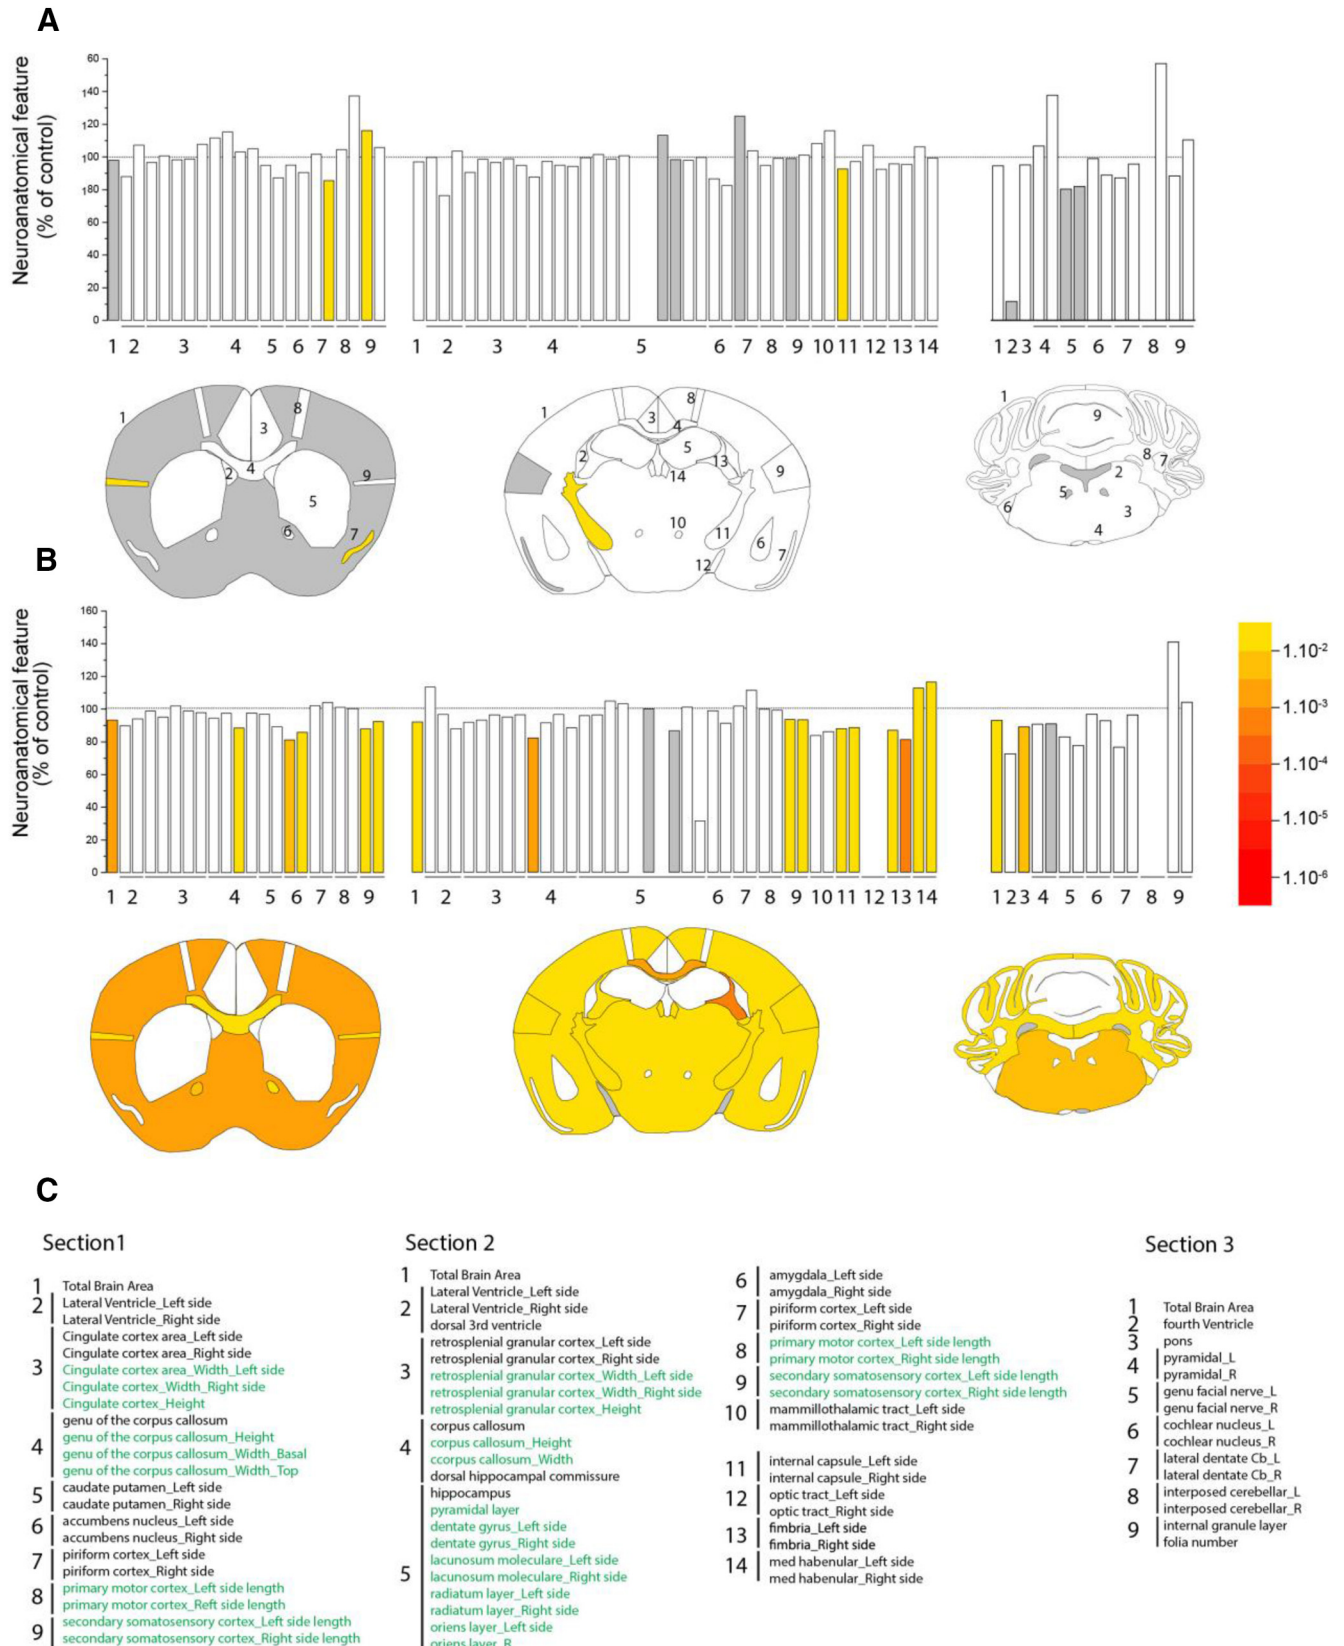 A
Neuroanatomical feature
(% of control)
60
140
120
100
80
60
40
20
0
1 2 3 4 5 6 7 8 9
1 2 3 4 5 6 7 8 9 10 11 12 13 14
1 2 3 4 5 6 7 8 9
1 2 3 4 5 6 7 8 9
1 2 3 4 5 6 7 8 9 10 11 12 13 14
1 2 3 4 5 6 7 8 9
B
Neuroanatomical feature
(% of control)
160
140
120
100
80
60
40
20
0
1 2 3 4 5 6 7 8 9
1 2 3 4 5 6 7 8 9 10 11 12 13 14
1 2 3 4 5 6 7 8 9
1.10-2
1.10-3
1.10-4
1.10-5
1.10-6
C
Section1
1 Total Brain Area
2 Lateral Ventricle_Left side
Lateral Ventricle_Right side
3 Cingulate cortex area_Left side
Cingulate cortex area_Right side
Cingulate cortex area_Width_Left side
Cingulate cortex_Width_Right side
Cingulate cortex_Height
4 genu of the corpus callosum
genu of the corpus callosum_Height
genu of the corpus callosum_Width_Basal
genu of the corpus callosum_Width_Top
5 caudate putamen_Left side
caudate putamen_Right side
6 accumbens nucleus_Left side
accumbens nucleus_Right side
7 piriform cortex_Left side
piriform cortex_Right side
8 primary motor cortex_Left side length
primary motor cortex_Reft side length
9 secondary somatosensory cortex_Left side length
secondary somatosensory cortex_Right side length
Section 2
1 Total Brain Area
2 Lateral Ventricle_Left side
Lateral Ventricle_Right side
dorsal 3rd ventricle
3 retrosplenial granular cortex_Left side
retrosplenial granular cortex_Right side
retrosplenial granular cortex_Width_Left side
retrosplenial granular cortex_Width_Right side
retrosplenial granular cortex_Height
4 corpus callosum
corpus callosum_Height
ccorpus callosum_Width
dorsal hippocampal commissure
5 hippocampus
pyramidal layer
dentate gyrus_Left side
dentate gyrus_Right side
lacunosum moleculare_Left side
lacunosum moleculare_Right side
radiatum layer_Left side
radiatum layer_Right side
oriens layer_Left side
oriens layer_R
6 amygdala_Left side
amygdala_Right side
7 piriform cortex_Left side
piriform cortex_Right side
8 primary motor cortex_Left side length
primary motor cortex_Right side length
9 secondary somatosensory cortex_Left side length
secondary somatosensory cortex_Right side length
10 mammillothalamic tract_Left side
mammillothalamic tract_Right side
11 internal capsule_Left side
internal capsule_Right side
12 optic tract_Left side
optic tract_Right side
13 fimbria_Left side
fimbria_Right side
14 med habenular_Left side
med habenular_Right side
Section 3
1 Total Brain Area
2 fourth Ventricle
3 pons
4 pyramidal_L
pyramidal_R
5 genu facial nerve_L
genu facial nerve_R
6 cochlear nucleus_L
cochlear nucleus_R
7 lateral dentate Cb_L
lateral dentate Cb_R
8 interposed cerebellar_L
interposed cerebellar_R
9 internal granule layer
folia number